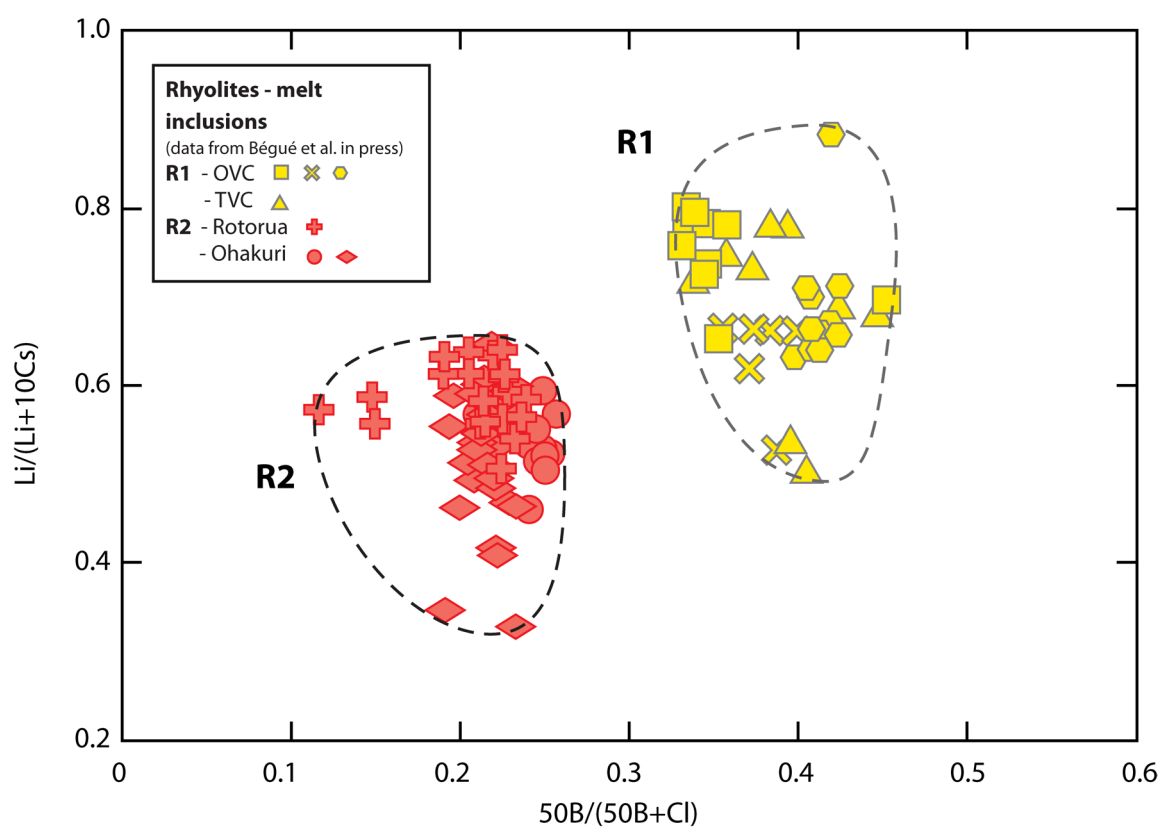 1.0
0.8
0.6
0.4
0.2
Li/(Li+10Cs)
Rhyolites - melt
inclusions
(data from Bégué et al. in press)
R1 - OVC
- TVC
R2 - Rotorua
- Ohakuri
R1
R2
0 0.1 0.2 0.3 0.4 0.5 0.6
50B/(50B+Cl)